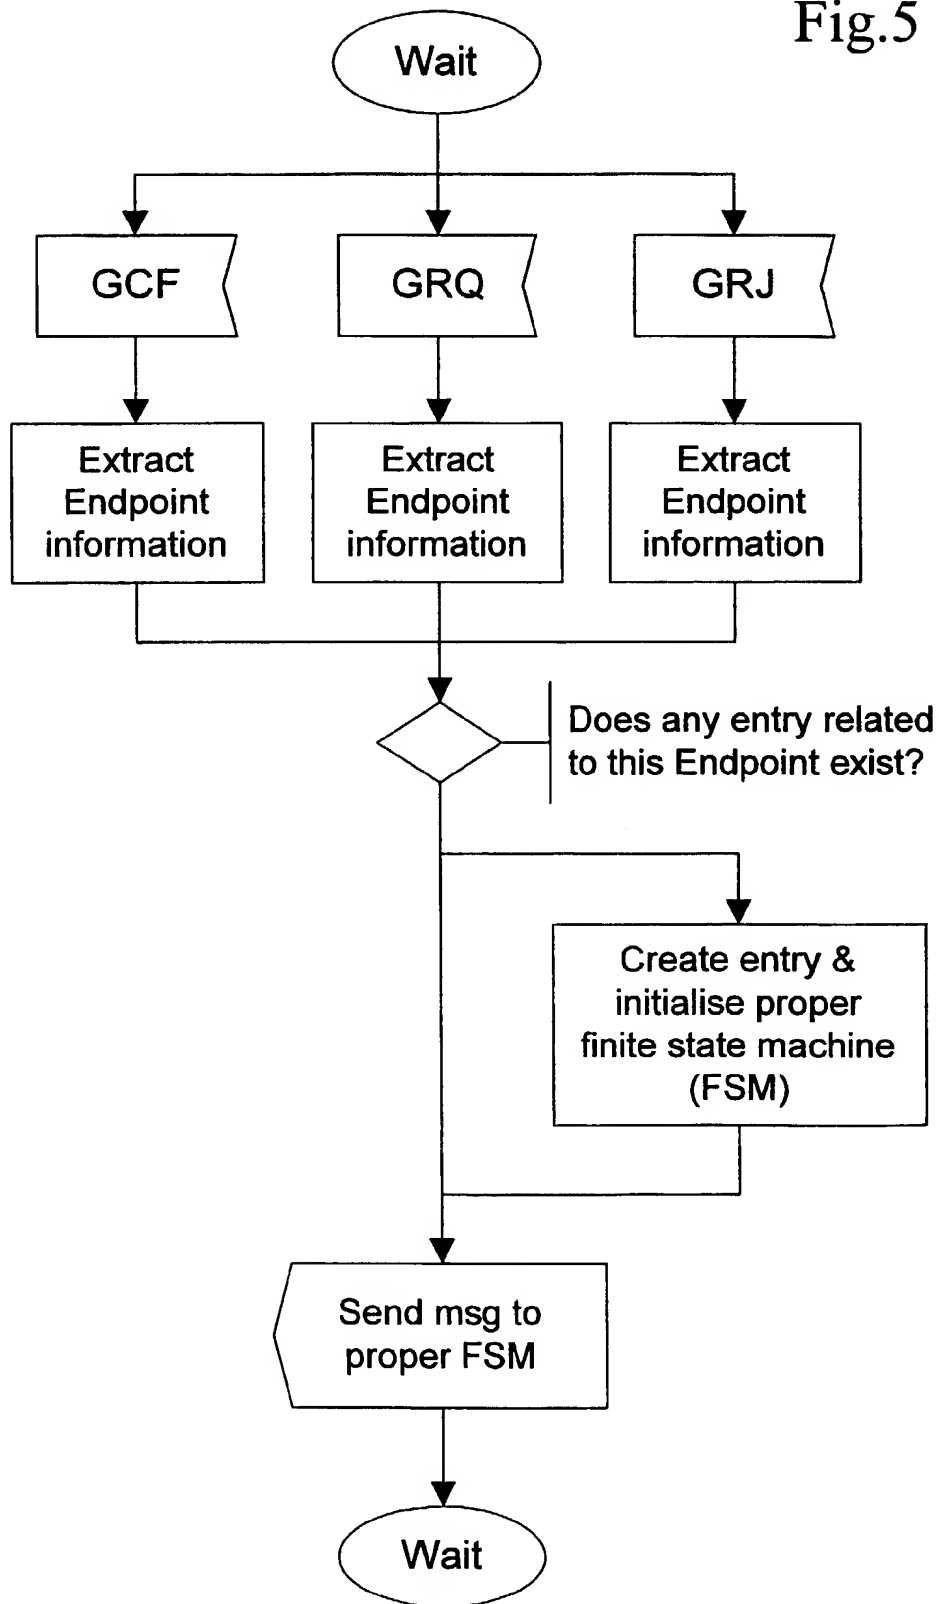 Fig.5
Wait
GCF
GRQ
GRJ
Extract
Endpoint
information
Extract
Endpoint
information
Extract
Endpoint
information
Does any entry related
to this Endpoint exist?
Create entry &
initialise proper
finite state machine
(FSM)
Send msg to
proper FSM
Wait